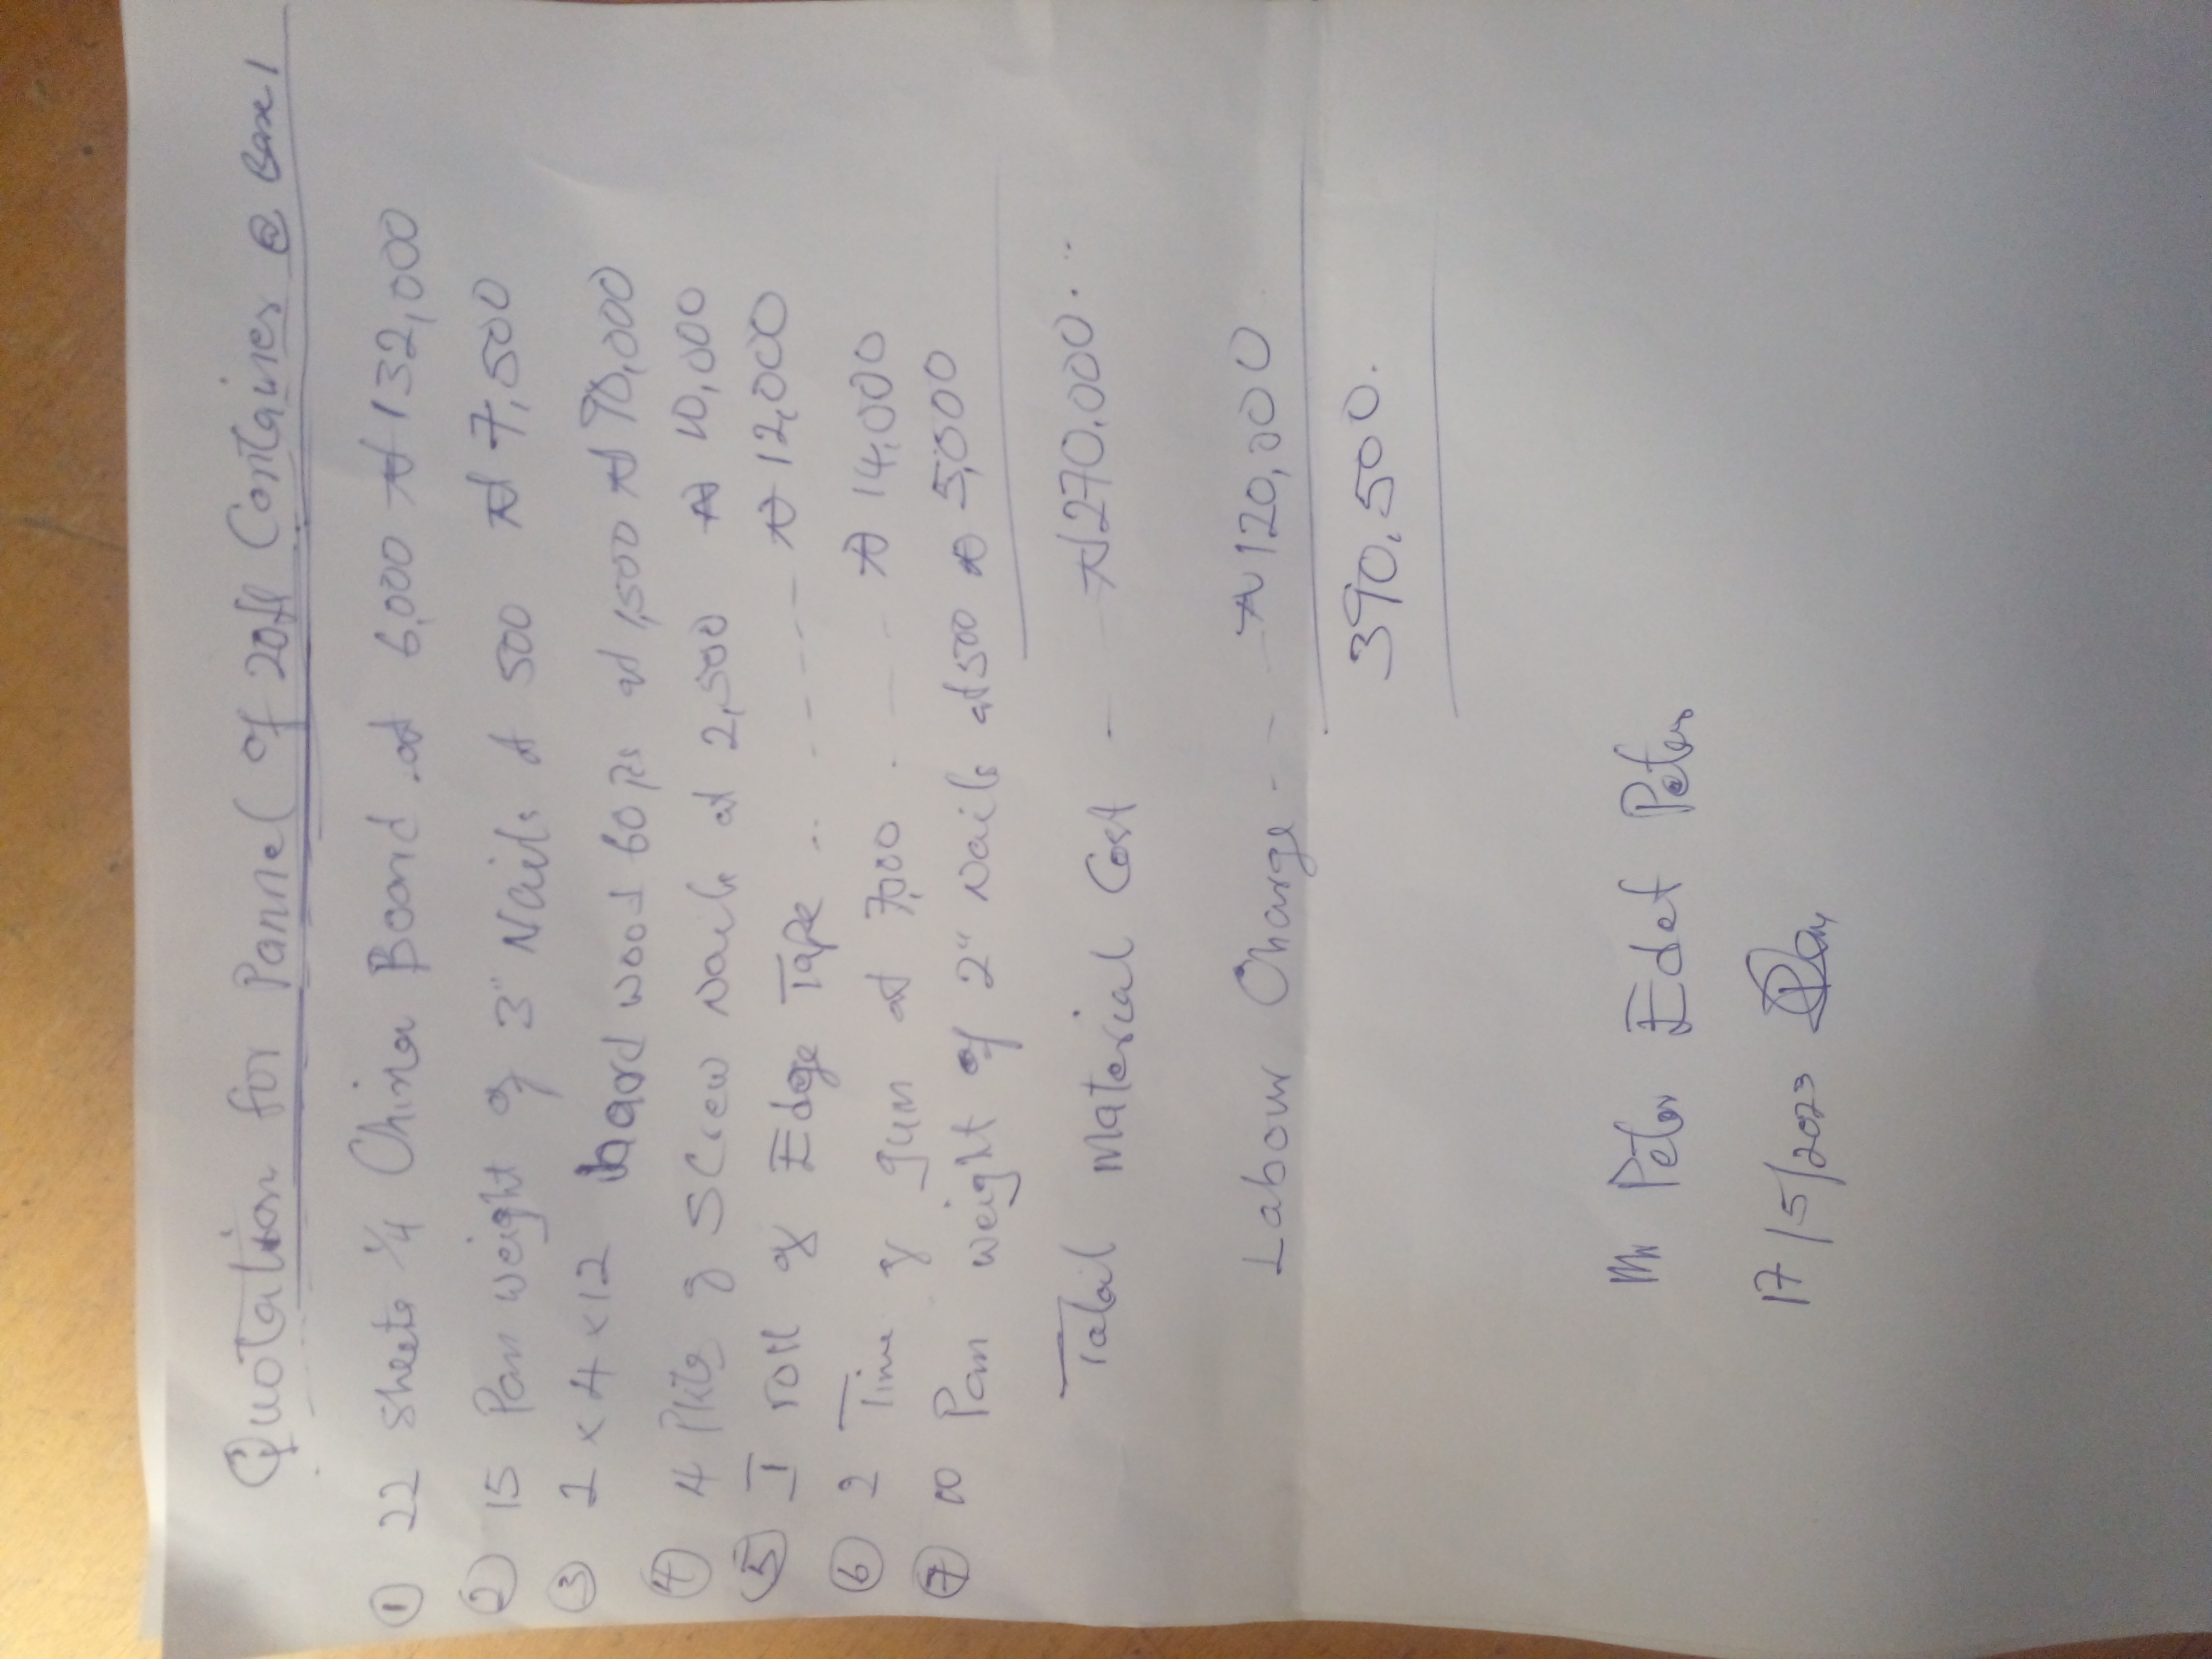 Quotation for Pannel of 20ft Container @ Base 1
① 22 Sheets 1/4 China Board at 6,000 ₦132,000
② 15 Pan weight of 3" Nails at 500 ₦7,500
③ 2 x 4 x 12 hard wood 60 pcs at 1,500 ₦90,000
④ 4 Pkts of Screw Nails at 2,500 ₦10,000
⑤ 1 roll of Edge Tape .. ------ ₦12,000
⑥ 2 Tins of gum at 7,000 . --- ₦14,000
⑦ 10 Pan weight of 2" Nails at 500 ₦5,000
Total Material Cost - ₦270.000...
Labour Charge --- ₦120,000
390,500.
Mr Peter Edet Peter
17/5/2023